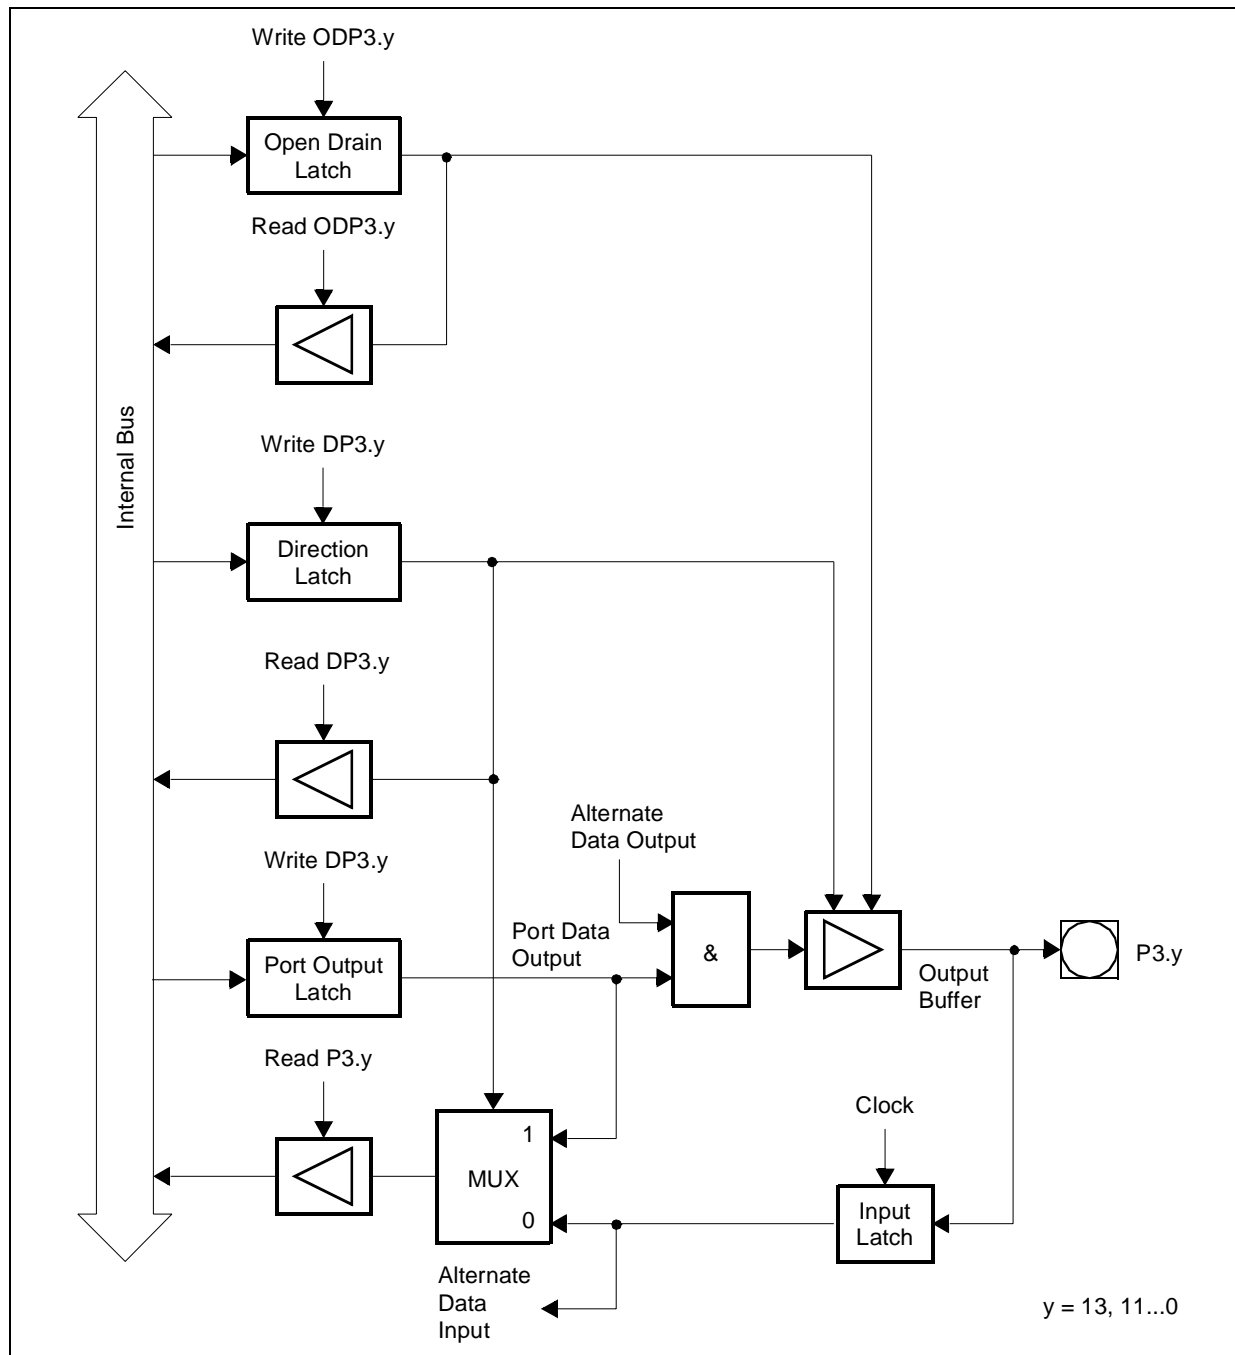 Write ODP3.y
Open Drain
Latch
Read ODP3.y
Internal Bus
Write DP3.y
Direction
Latch
Read DP3.y
Alternate
Data Output
Write DP3.y
Port Data
Output
&
Port Output
Latch
Output
Buffer
P3.y
Read P3.y
Clock
1
MUX
0
Input
Latch
Alternate
Data
Input
y = 13, 11...0